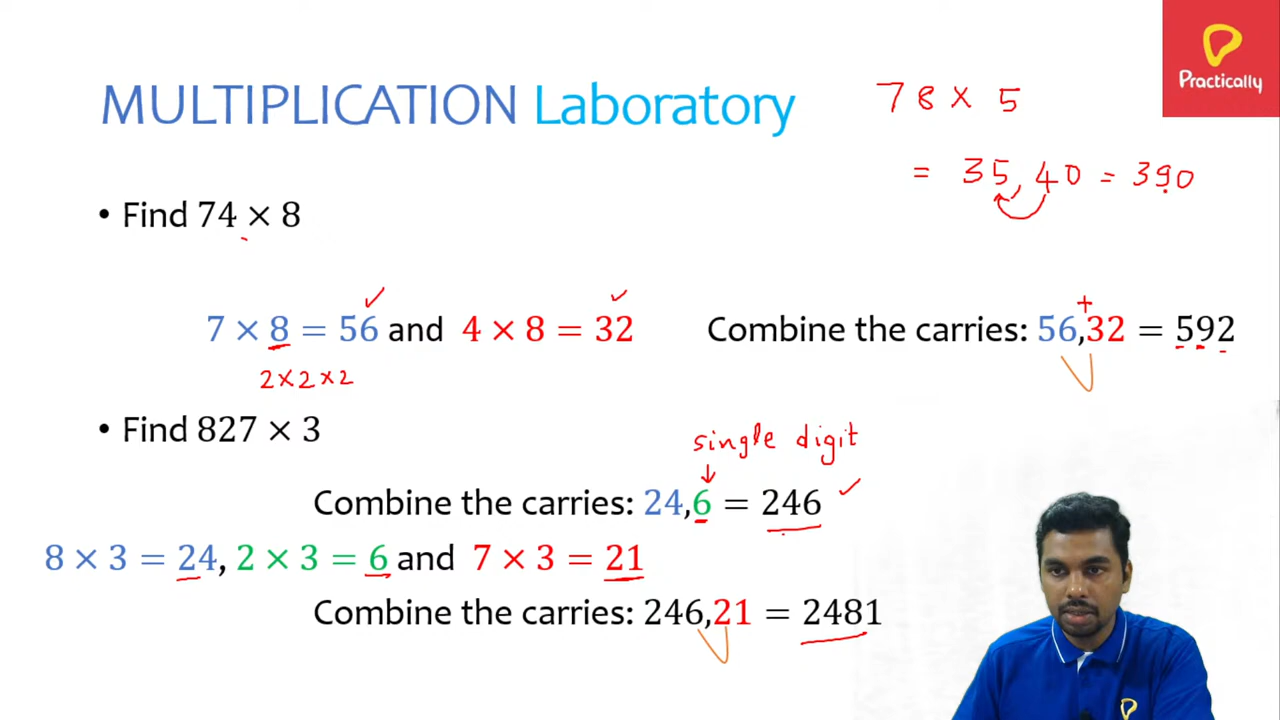 Practically
MULTIPLICATION Laboratory
78 × 5
= 35,40 = 390
• Find 74 × 8
7 × 8 = 56 and 4 × 8 = 32
Combine the carries: 56,32 = 592
+
2×2×2
• Find 827 × 3
single digit
Combine the carries: 24,6 = 246
8 × 3 = 24, 2 × 3 = 6 and 7 × 3 = 21
Combine the carries: 246,21 = 2481